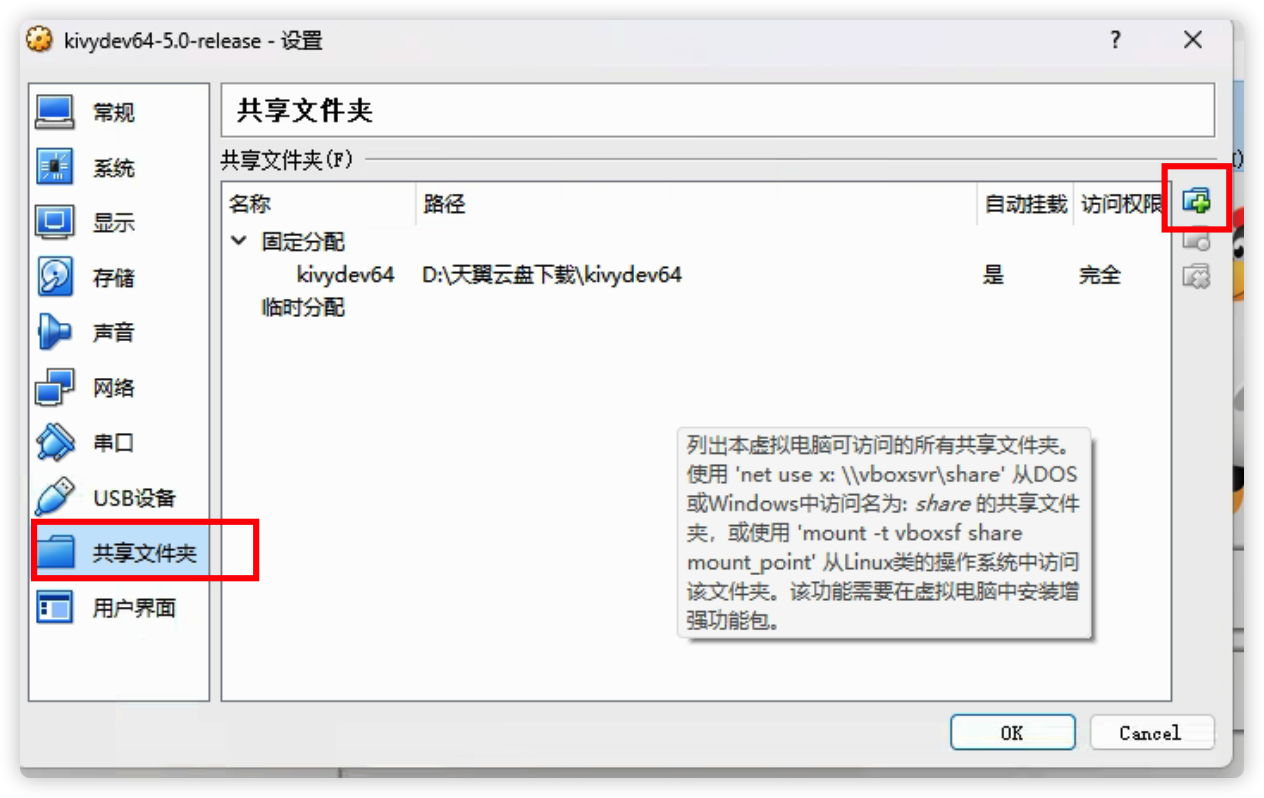 kivydev64-5.0-release - 设置
常规
系统
显示
存储
声音
网络
串口
USB设备
共享文件夹
用户界面
共享文件夹
共享文件夹(F)
名称 路径 自动挂载 访问权限
固定分配
kivydev64 D:\天翼云盘下载\kivydev64 是 完全
临时分配
列出本虚拟电脑可访问的所有共享文件夹。
使用 'net use x: \\vboxsvr\share' 从DOS
或Windows中访问名为: share 的共享文件
夹，或使用 'mount -t vboxsf share
mount_point' 从Linux类的操作系统中访问
该文件夹。该功能需要在虚拟电脑中安装增
强功能包。
OK Cancel